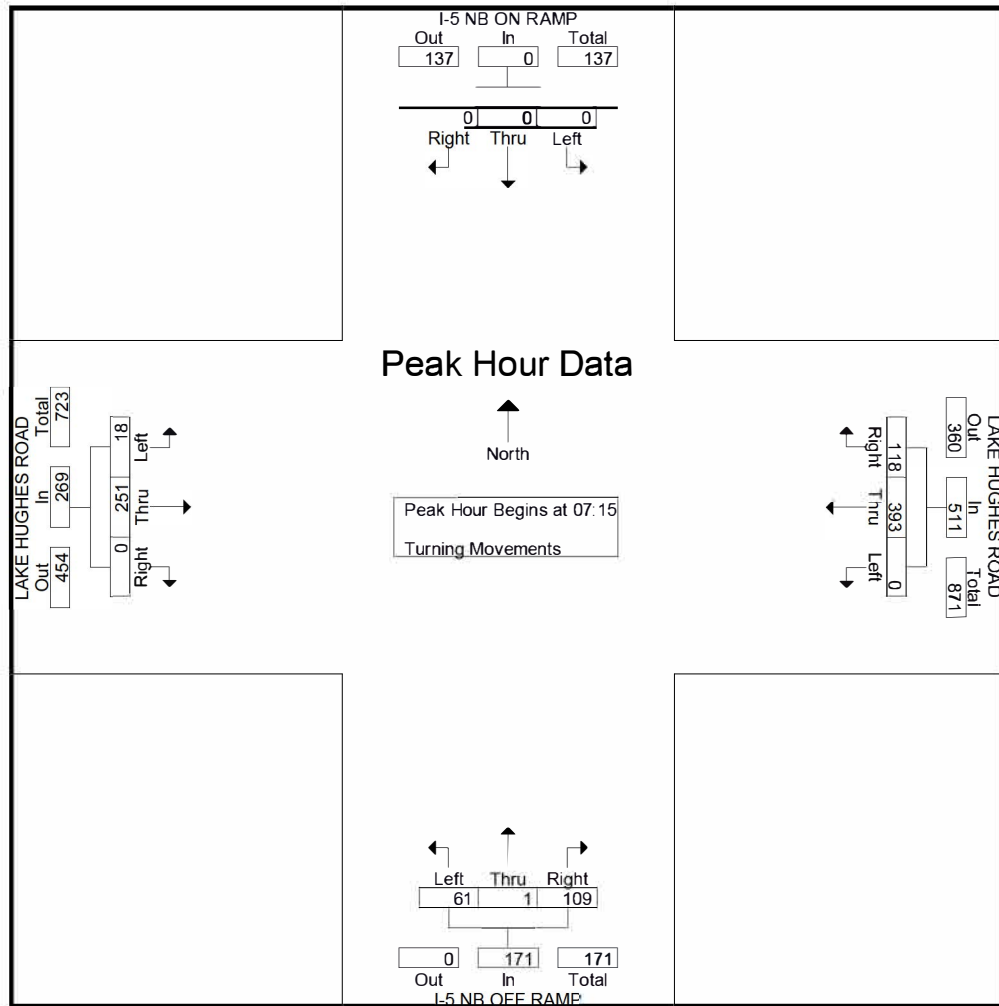 I-5 NB ON RAMP
Out In Total
137 0 137
0 0 0
Right Thru Left
Peak Hour Data
North
Peak Hour Begins at 07:15
Turning Movements
LAKE HUGHES ROAD
Out In Total
454 269 723
0 251 18
Right Thru Left
Right Thru Left
118 393 0
360 511 871
Out In Total
LAKE HUGHES ROAD
Left Thru Right
61 1 109
0 171 171
Out In Total
I-5 NB OFF RAMP